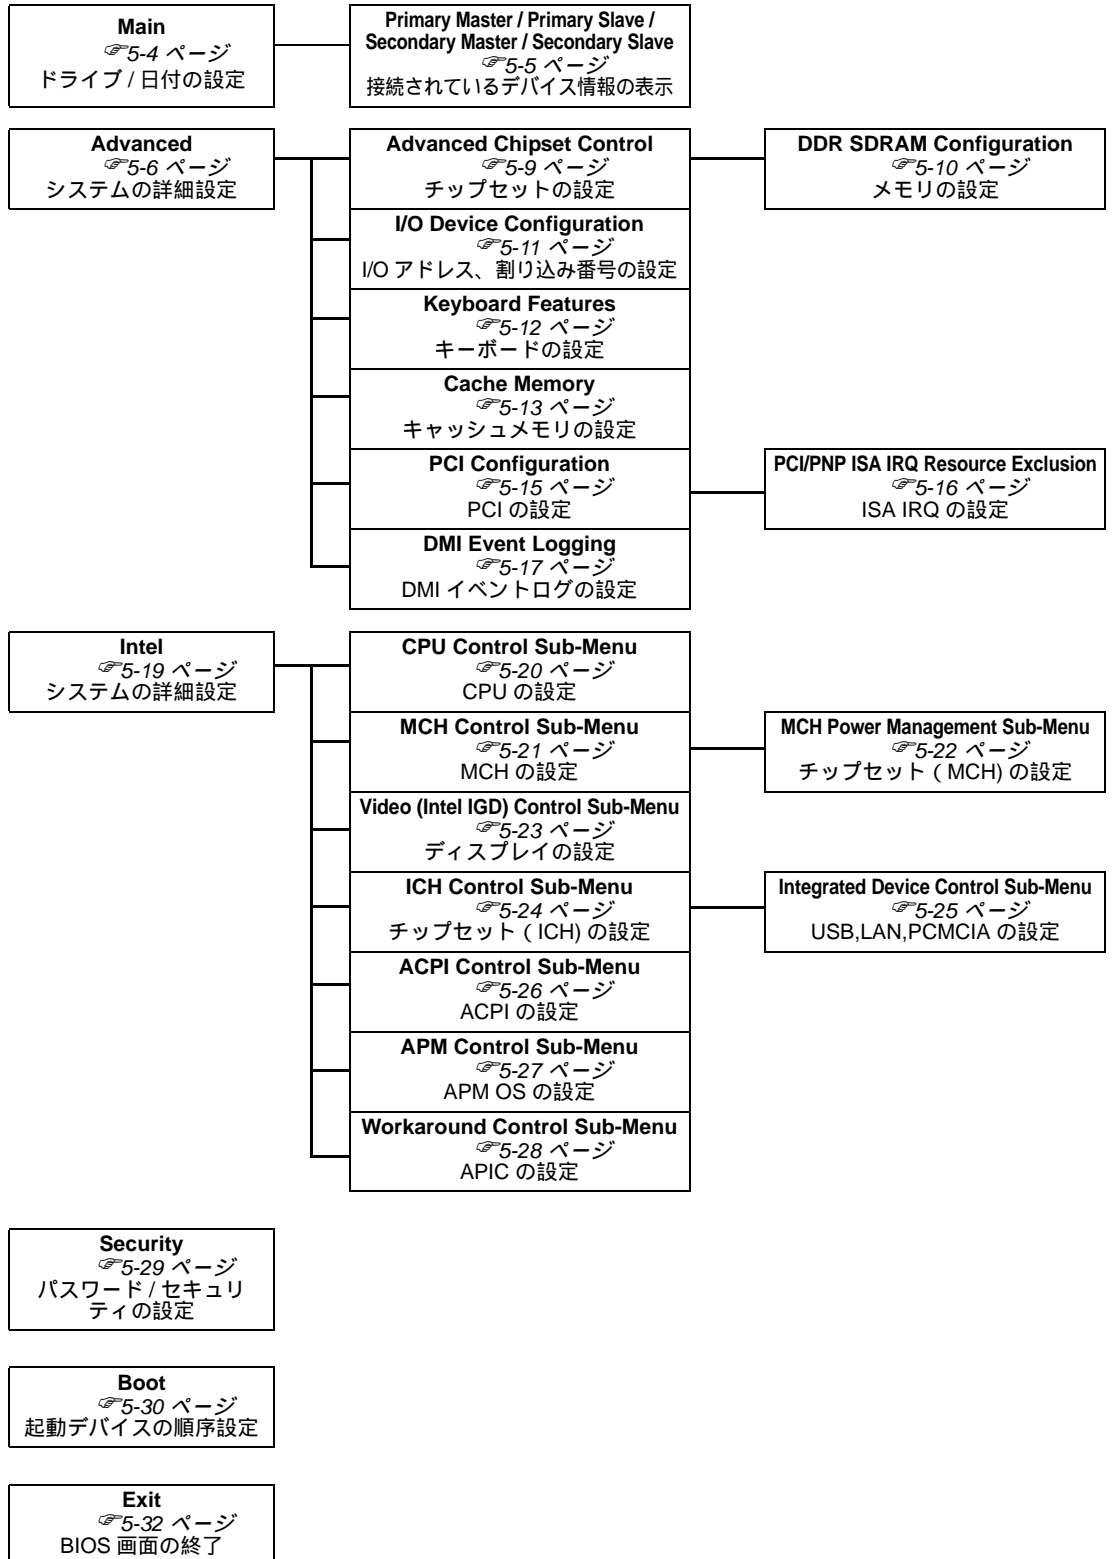 Main
☞5-4 ページ
ドライブ / 日付の設定
Primary Master / Primary Slave /
Secondary Master / Secondary Slave
☞5-5 ページ
接続されているデバイス情報の表示
Advanced
☞5-6 ページ
システムの詳細設定
Advanced Chipset Control
☞5-9 ページ
チップセットの設定
DDR SDRAM Configuration
☞5-10 ページ
メモリの設定
I/O Device Configuration
☞5-11 ページ
I/O アドレス、割り込み番号の設定
Keyboard Features
☞5-12 ページ
キーボードの設定
Cache Memory
☞5-13 ページ
キャッシュメモリの設定
PCI Configuration
☞5-15 ページ
PCI の設定
PCI/PNP ISA IRQ Resource Exclusion
☞5-16 ページ
ISA IRQ の設定
DMI Event Logging
☞5-17 ページ
DMI イベントログの設定
Intel
☞5-19 ページ
システムの詳細設定
CPU Control Sub-Menu
☞5-20 ページ
CPU の設定
MCH Control Sub-Menu
☞5-21 ページ
MCH の設定
MCH Power Management Sub-Menu
☞5-22 ページ
チップセット ( MCH) の設定
Video (Intel IGD) Control Sub-Menu
☞5-23 ページ
ディスプレイの設定
ICH Control Sub-Menu
☞5-24 ページ
チップセット ( ICH) の設定
Integrated Device Control Sub-Menu
☞5-25 ページ
USB,LAN,PCMCIA の設定
ACPI Control Sub-Menu
☞5-26 ページ
ACPI の設定
APM Control Sub-Menu
☞5-27 ページ
APM OS の設定
Workaround Control Sub-Menu
☞5-28 ページ
APIC の設定
Security
☞5-29 ページ
パスワード / セキュリ
ティの設定
Boot
☞5-30 ページ
起動デバイスの順序設定
Exit
☞5-32 ページ
BIOS 画面の終了